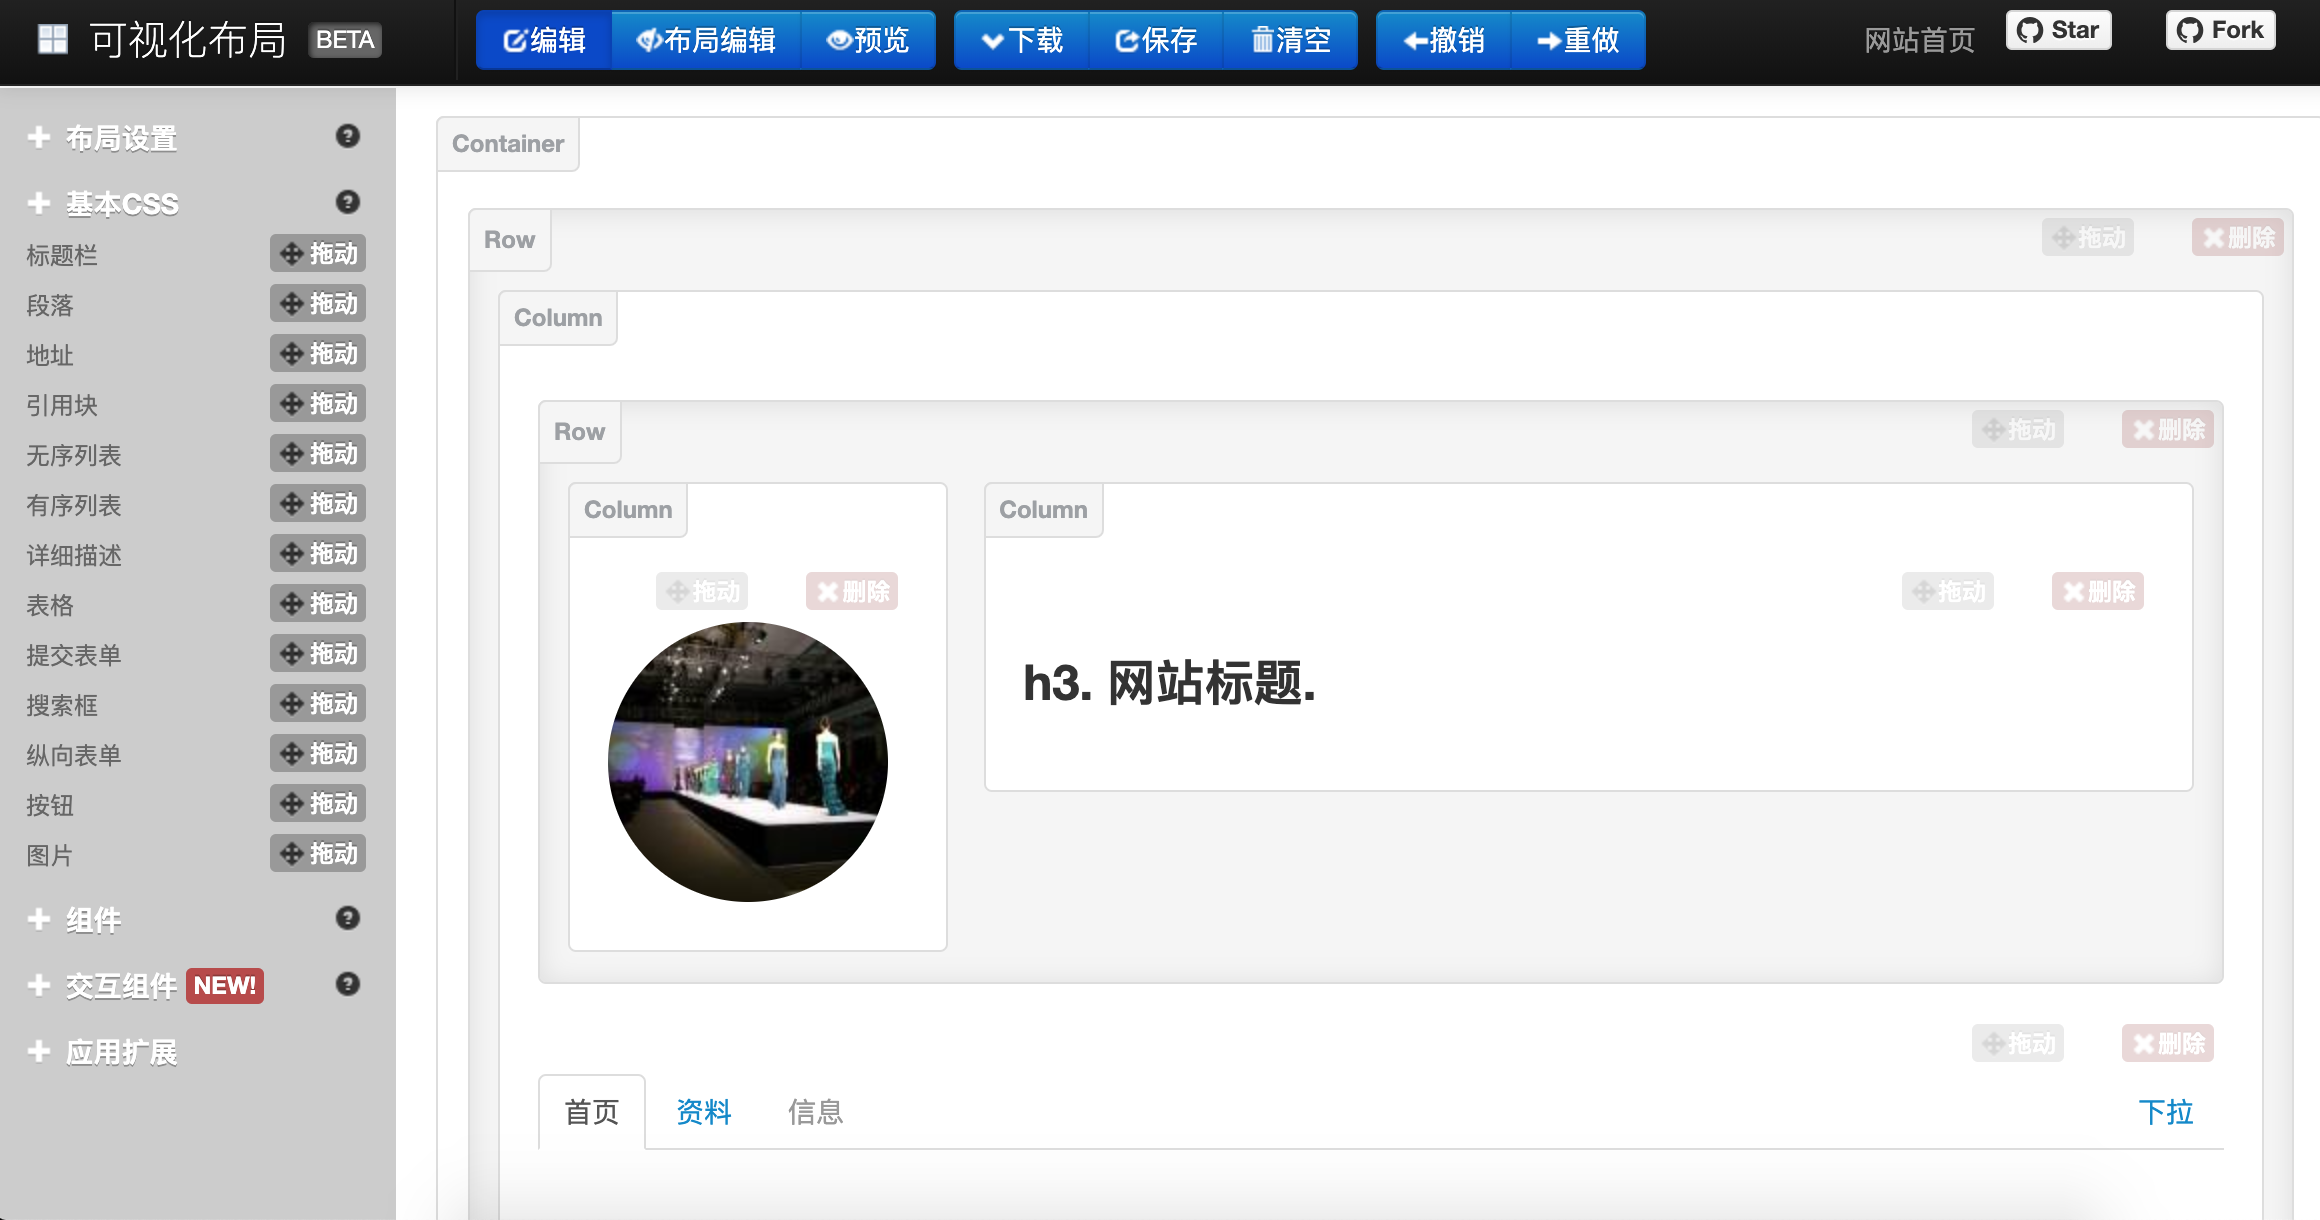 可视化布局 BETA 编辑 布局编辑 预览 下载 保存 清空 撤销 重做 网站首页 Star Fork
布局设置
基本CSS
标题栏 拖动
段落 拖动
地址 拖动
引用块 拖动
无序列表 拖动
有序列表 拖动
详细描述 拖动
表格 拖动
提交表单 拖动
搜索框 拖动
纵向表单 拖动
按钮 拖动
图片 拖动
组件
交互组件 NEW!
应用扩展
Container
Row 拖动 删除
Column
Row 拖动 删除
Column
拖动 删除
Column
拖动 删除
h3. 网站标题.
拖动 删除
首页 资料 信息 下拉